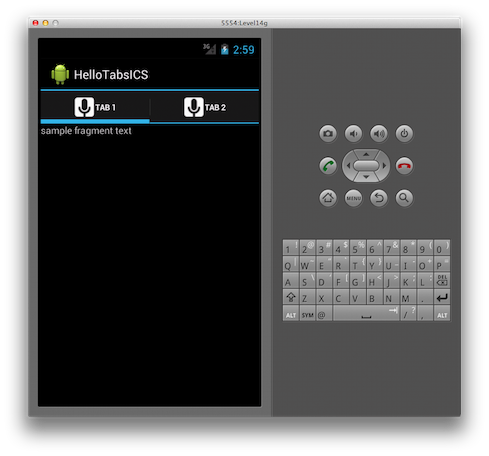 5554:Level14g
3G 2:59
HelloTabsICS
TAB 1 TAB 2
sample fragment text
MENU
1 ! 2 @ 3 # 4 $ 5 % 6 ^ 7 & 8 * 9 ( 0 )
Q W E R T Y U I O P
A S D F G H J K L DEL
Z X C V B N M .
ALT SYM @ / ? , ALT